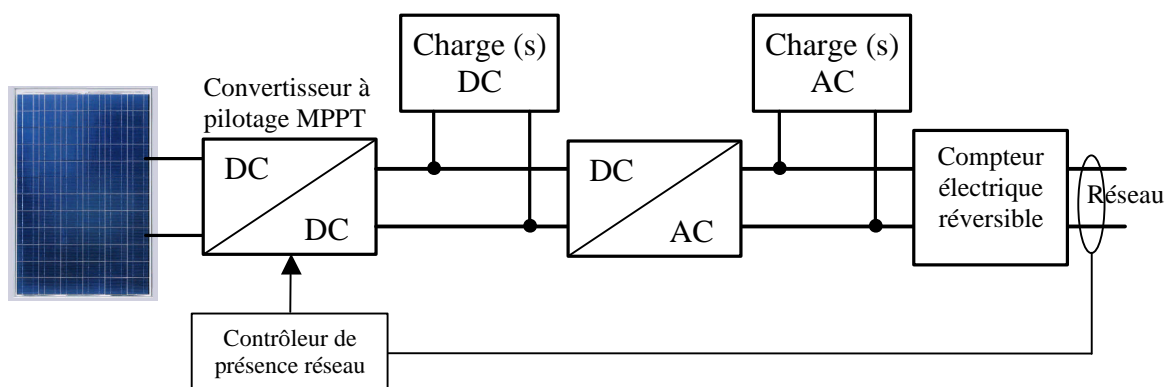 Charge (s)
DC
Charge (s)
AC
Convertisseur à
pilotage MPPT
DC
DC
DC
AC
Compteur
électrique
réversible
Réseau
Contrôleur de
présence réseau